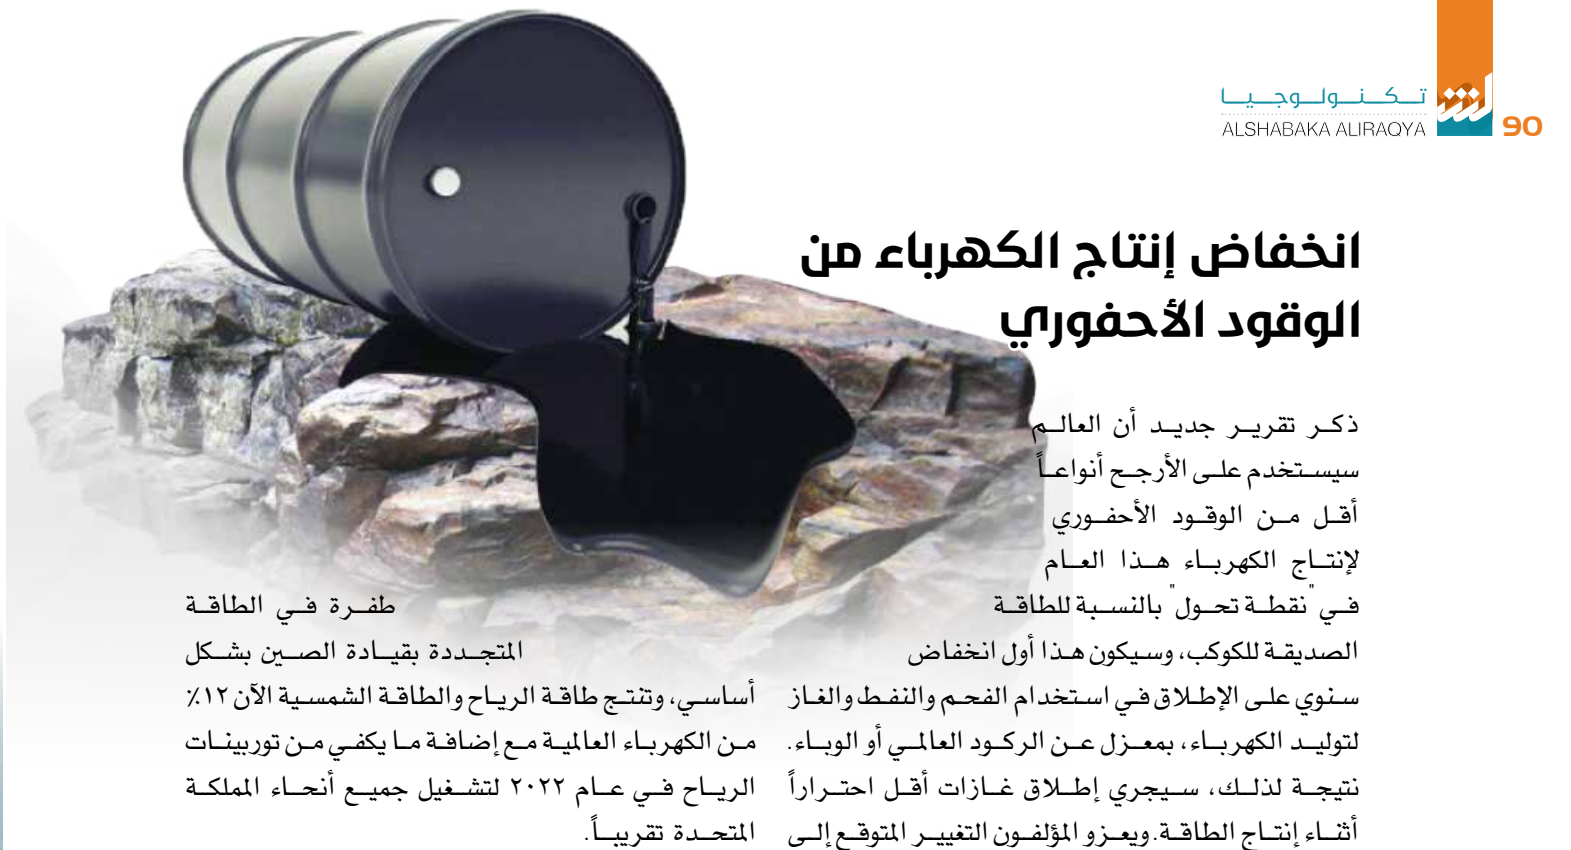 تكنولوجيا
ALSHABAKA ALIRAQYA
90
انخفاض إنتاج الكهرباء من
الوقود الأحفوري
ذكر تقرير جديد أن العالم
سيستخدم على الأرجح أنواعاً
أقل من الوقود الأحفوري
لإنتاج الكهرباء هذا العام
في "نقطة تحول" بالنسبة للطاقة
الصديقة للكوكب، وسيكون هذا أول انخفاض
سنوي على الإطلاق في استخدام الفحم والنفط والغاز
لتوليد الكهرباء، بمعزل عن الركود العالمي أو الوباء.
نتيجة لذلك، سيجري إطلاق غازات أقل احتراراً
أثناء إنتاج الطاقة. ويعزو المؤلفون التغيير المتوقع إلى
طفرة في الطاقة
المتجددة بقيادة الصين بشكل
أساسي، وتنتج طاقة الرياح والطاقة الشمسية الآن ١٢٪
من الكهرباء العالمية مع إضافة ما يكفي من توربينات
الرياح في عام ٢٠٢٢ لتشغيل جميع أنحاء المملكة
المتحدة تقريباً.